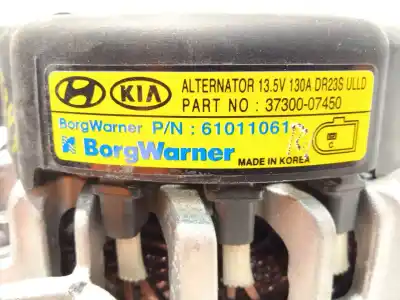 KIA
ALTERNATOR 13.5V 130A DR23S ULLD
PART NO : 37300-07450
BorgWarner P/N : 61011061
BorgWarner
MADE IN KOREA
C